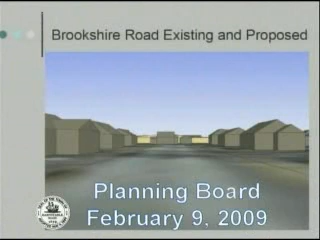 Brookshire Road Existing and Proposed
Planning Board
February 9, 2009